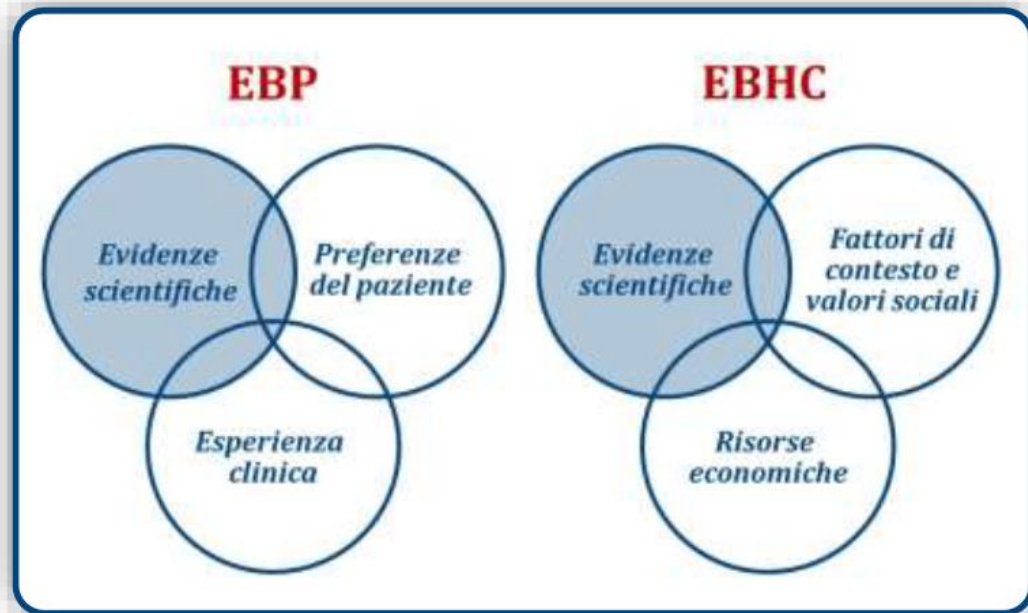 EBP
Evidenze
scientifiche
Preferenze
del paziente
Esperienza
clinica
EBHC
Evidenze
scientifiche
Fattori di
contesto e
valori sociali
Risorse
economiche